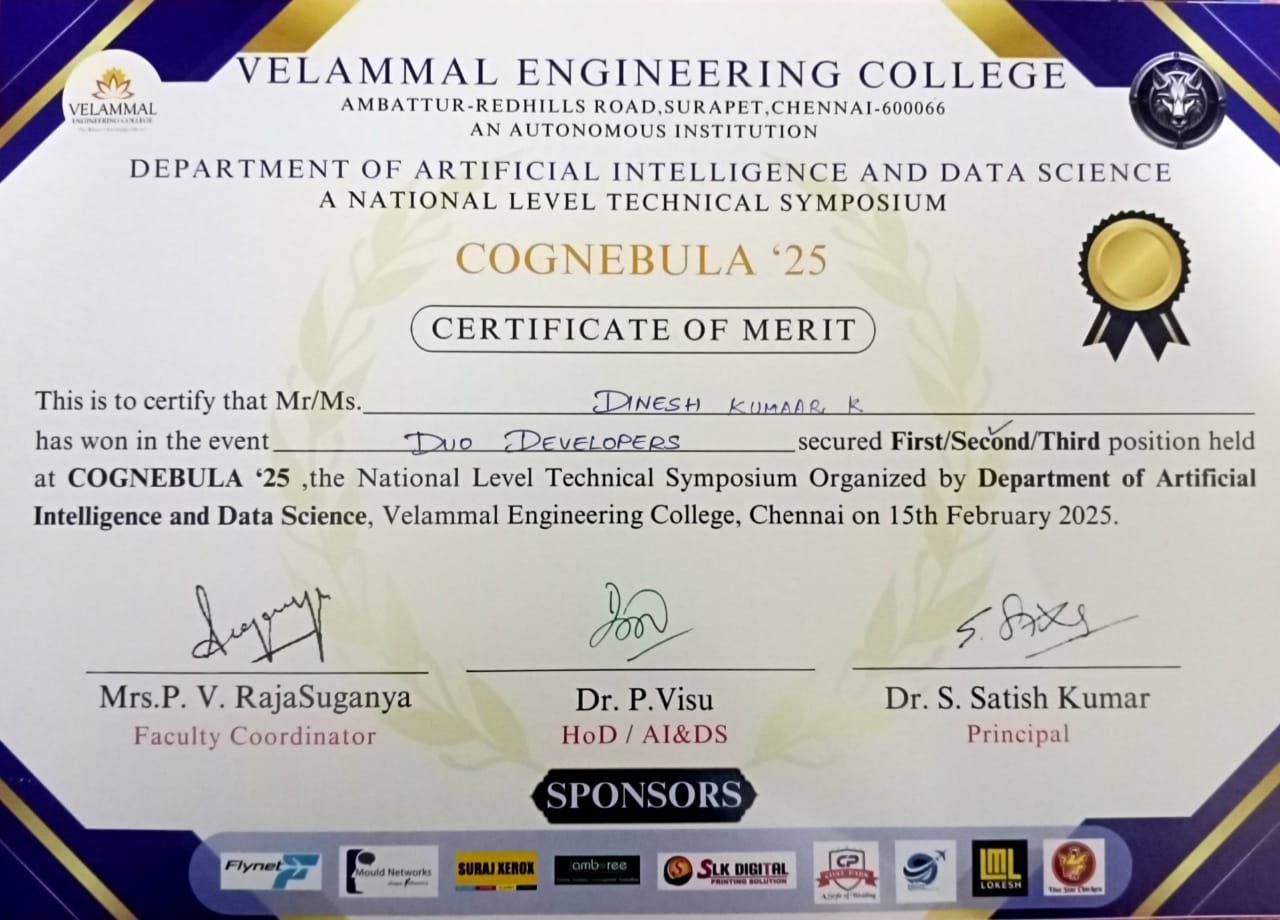 VELAMMAL ENGINEERING COLLEGE
VELAMMAL
ENGINEERING COLLEGE
AMBATTUR-REDHILLS ROAD,SURAPET,CHENNAI-600066
AN AUTONOMOUS INSTITUTION
DEPARTMENT OF ARTIFICIAL INTELLIGENCE AND DATA SCIENCE
A NATIONAL LEVEL TECHNICAL SYMPOSIUM
COGNEBULA ‘25
CERTIFICATE OF MERIT
This is to certify that Mr/Ms. DINESH KUMAAR K
has won in the event DUO DEVELOPERS secured First/Second/Third position held
at COGNEBULA ‘25 ,the National Level Technical Symposium Organized by Department of Artificial
Intelligence and Data Science, Velammal Engineering College, Chennai on 15th February 2025.
Mrs.P. V. RajaSuganya Dr. P.Visu Dr. S. Satish Kumar
Faculty Coordinator HoD / AI&DS Principal
SPONSORS
Flynet
Mould Networks
SURAJ XEROX
SLK DIGITAL
PRINTING SOLUTION
CP
LML
LOKESH
Five Star Chicken